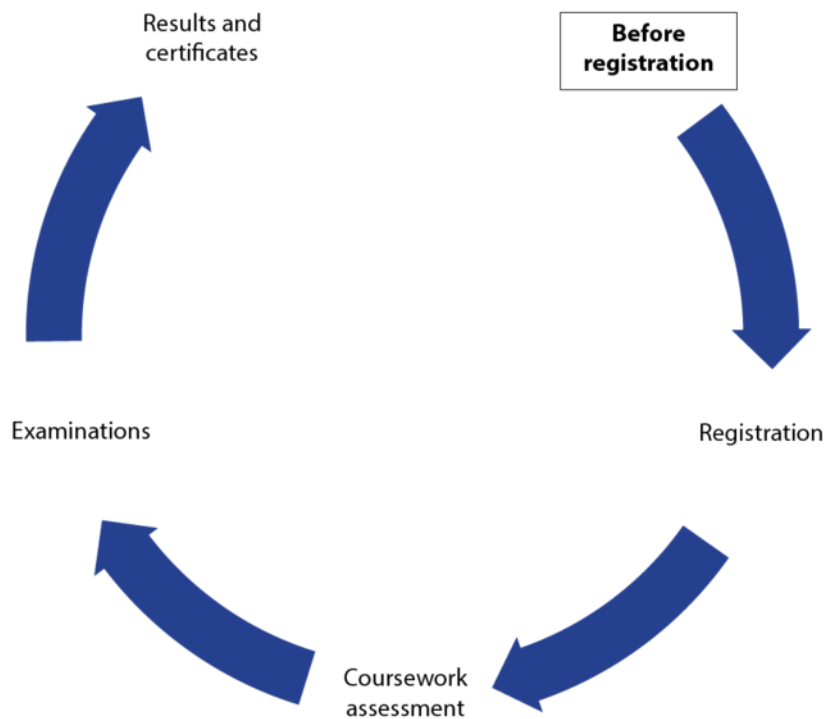 Results and
certificates
Before
registration
Examinations
Registration
Coursework
assessment